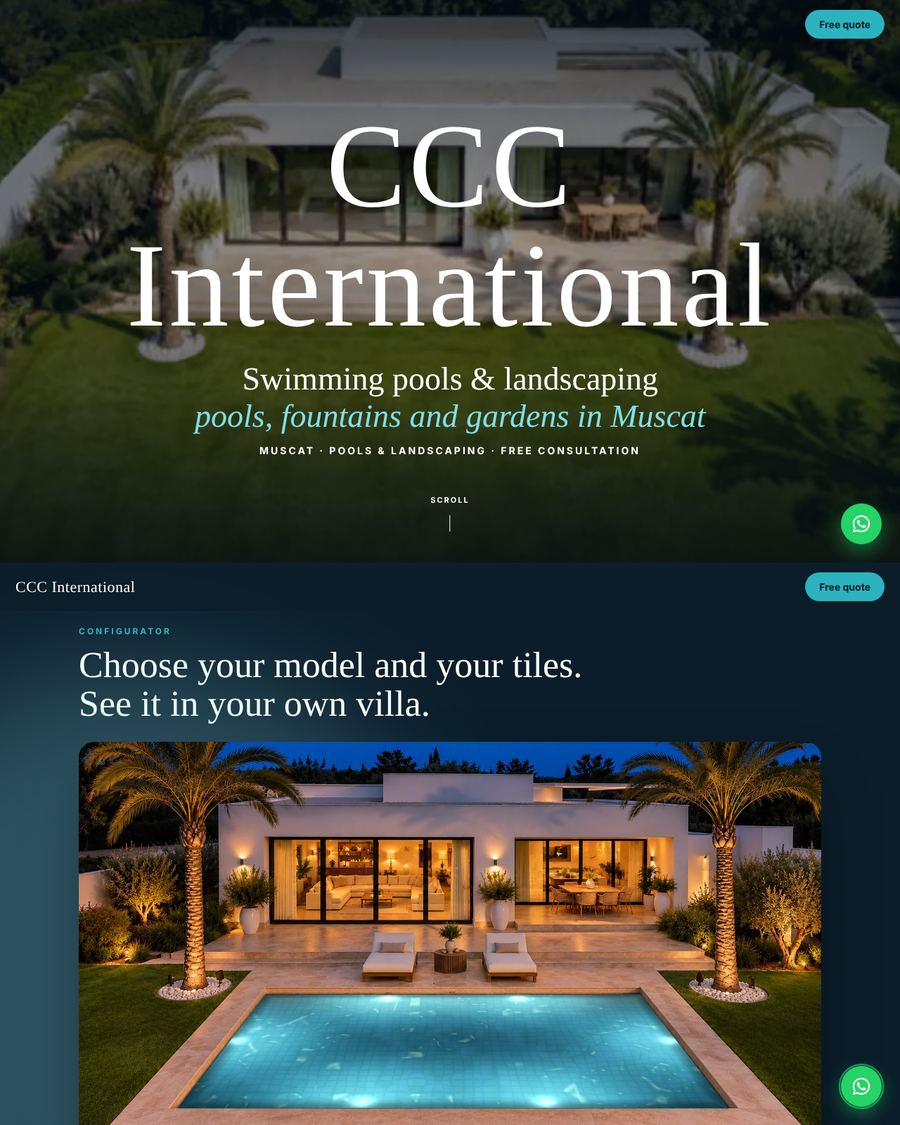 Free quote
CCC
International
Swimming pools & landscaping
pools, fountains and gardens in Muscat
MUSCAT · POOLS & LANDSCAPING · FREE CONSULTATION
SCROLL
CCC International
Free quote
CONFIGURATOR
Choose your model and your tiles.
See it in your own villa.